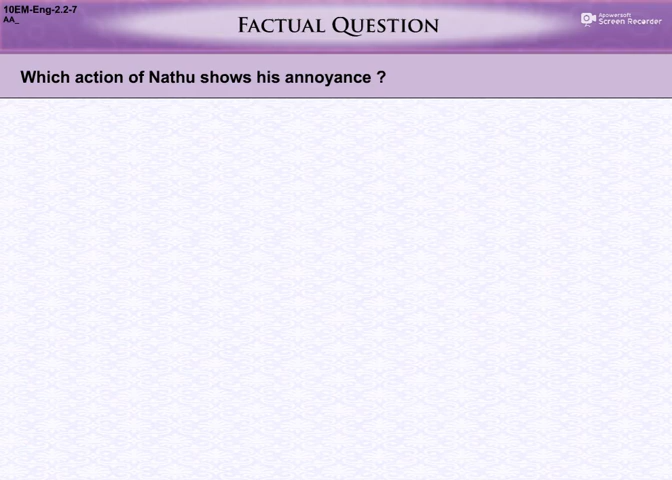 10EM-Eng-2.2-7
AA_
FACTUAL QUESTION
Apowersoft
Screen Recorder
Which action of Nathu shows his annoyance ?